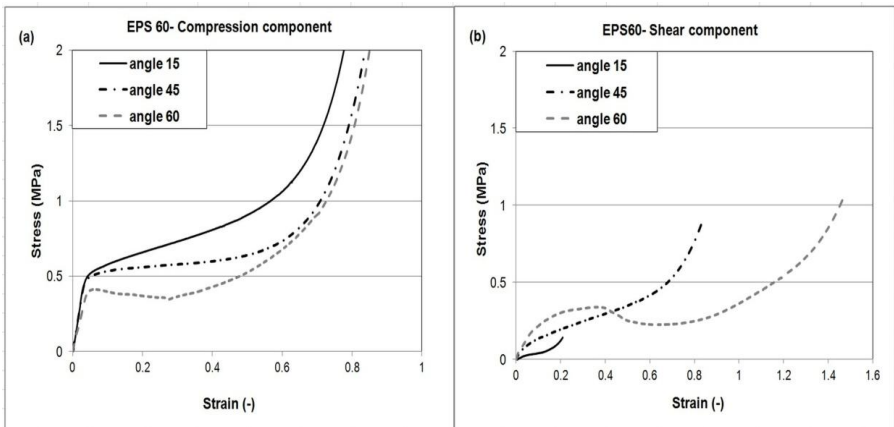 (a)
EPS 60- Compression component
2
1.5
1
0.5
0
angle 15
angle 45
angle 60
Stress (MPa)
0
0.2
0.4
0.6
0.8
1
Strain (-)
(b)
EPS60- Shear component
2
1.5
1
0.5
0
angle 15
angle 45
angle 60
Stress (MPa)
0
0.2
0.4
0.6
0.8
1
1.2
1.4
1.6
Strain (-)